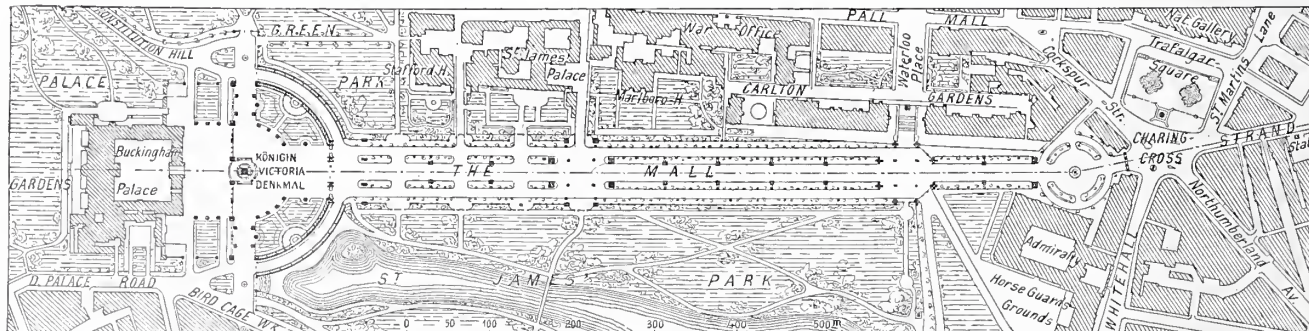 CONSTITUTION HILL
GREEN
PARK
PALACE
GARDENS
Buckingham
Palace
KÖNIGIN
VICTORIA
DENKMAL
Stafford H.
St. James
Palace
War Office
Marlboro H.
PALL MALL
Waterloo
Place
CARLTON
GARDENS
Cockspur
Str.
Nat. Gallery
Trafalgar-
Square
St. Martins Lane
CHARING-
CROSS
STRAND
Northumberland
Av.
THE MALL
WHITEHALL
Admiralty
Horse Guards
Grounds
ST JAMES' PARK
PALACE ROAD
BIRD CAGE WK
0 50 100 200 300 400 500 m